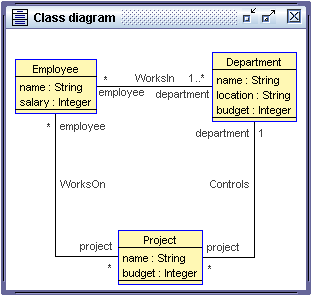 Class diagram
Employee
name : String
salary : Integer
* WorksIn 1..*
employee department
Department
name : String
location : String
budget : Integer
* employee
department 1
WorksOn
Controls
project *
Project
name : String
budget : Integer
project *